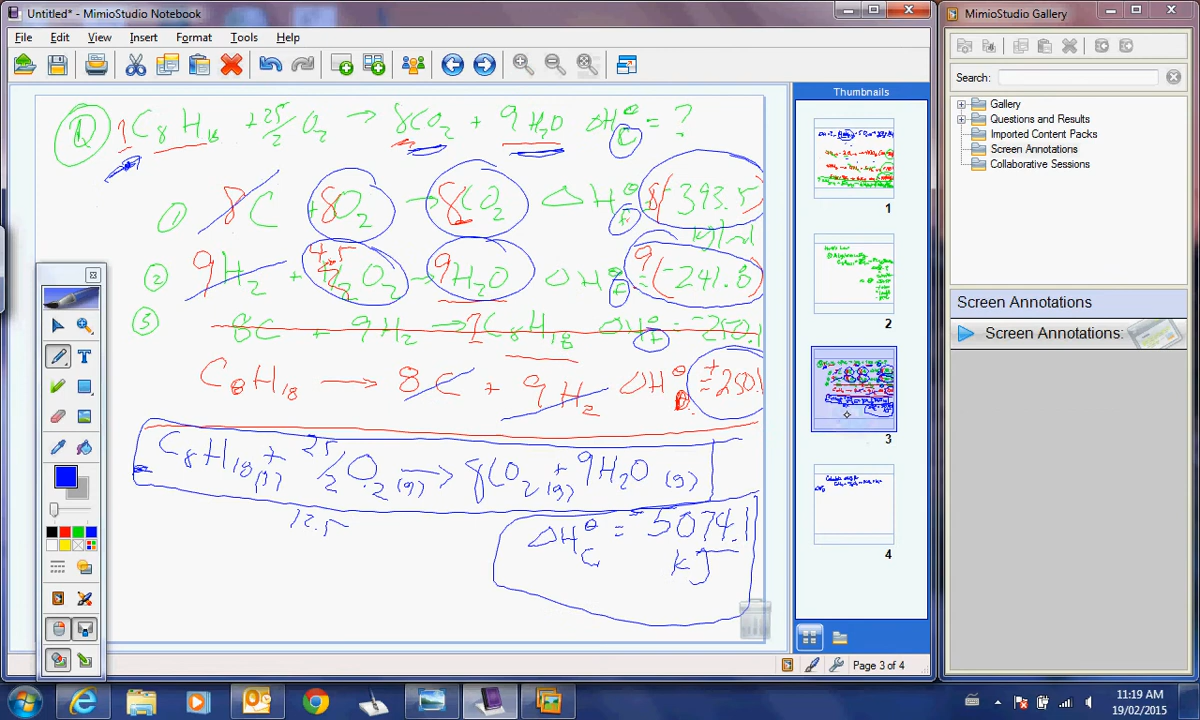 Untitled* - MimioStudio Notebook
File Edit View Insert Format Tools Help
Q 1 C8H18 + 25/2 O2 → 8CO2 + 9H2O ΔH°C = ?
1 8C + 8O2 → 8CO2 ΔH°f = 8(-393.5)
kJ/mol
2 9H2 + 4.5 O2 → 9H2O ΔH°f = 9(-241.8)
3 8C + 9H2 → 1C8H18 ΔH°f = -250.1
C8H18 → 8C + 9H2 ΔH° = +250.1
C8H18(l) + 25/2 O2(g) → 8CO2(g) + 9H2O(g)
12.5
ΔH°C = -5074.1
kJ
Thumbnails
1
2
3
4
Page 3 of 4
MimioStudio Gallery
Search:
Gallery
Questions and Results
Imported Content Packs
Screen Annotations
Collaborative Sessions
Screen Annotations
Screen Annotations:
11:19 AM
19/02/2015